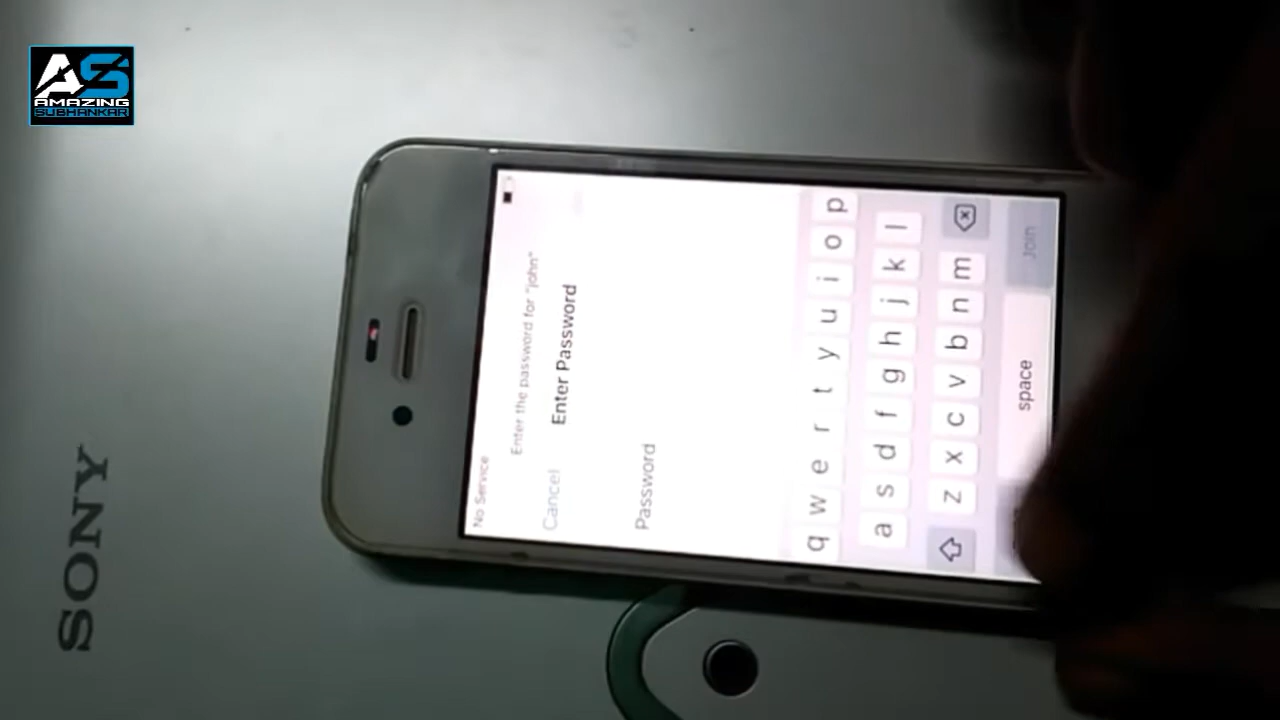 AS
AMAZING
SUBHANKAR
SONY
No Service
Enter the password for "john"
Cancel
Enter Password
Password
q w e r t y u i o p
a s d f g h j k l
z x c v b n m
space
Join